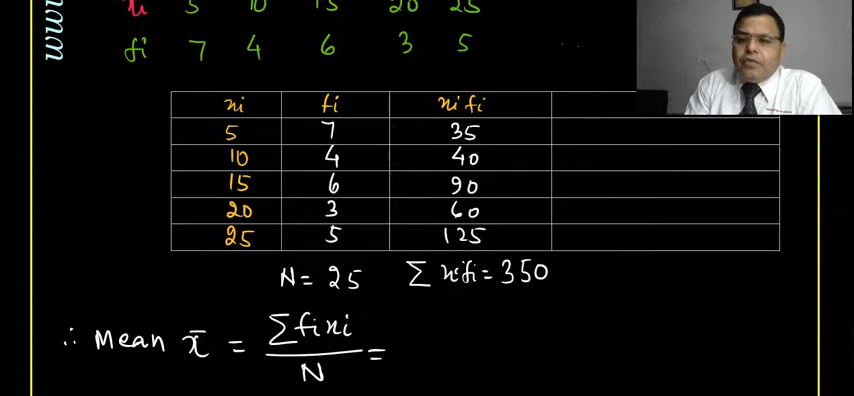 xi 5 10 15 20 25
fi 7 4 6 3 5
xi fi xifi
5 7 35
10 4 40
15 6 90
20 3 60
25 5 125
N = 25 ∑ xifi = 350
∴ Mean x̄ = ∑fixi / N =